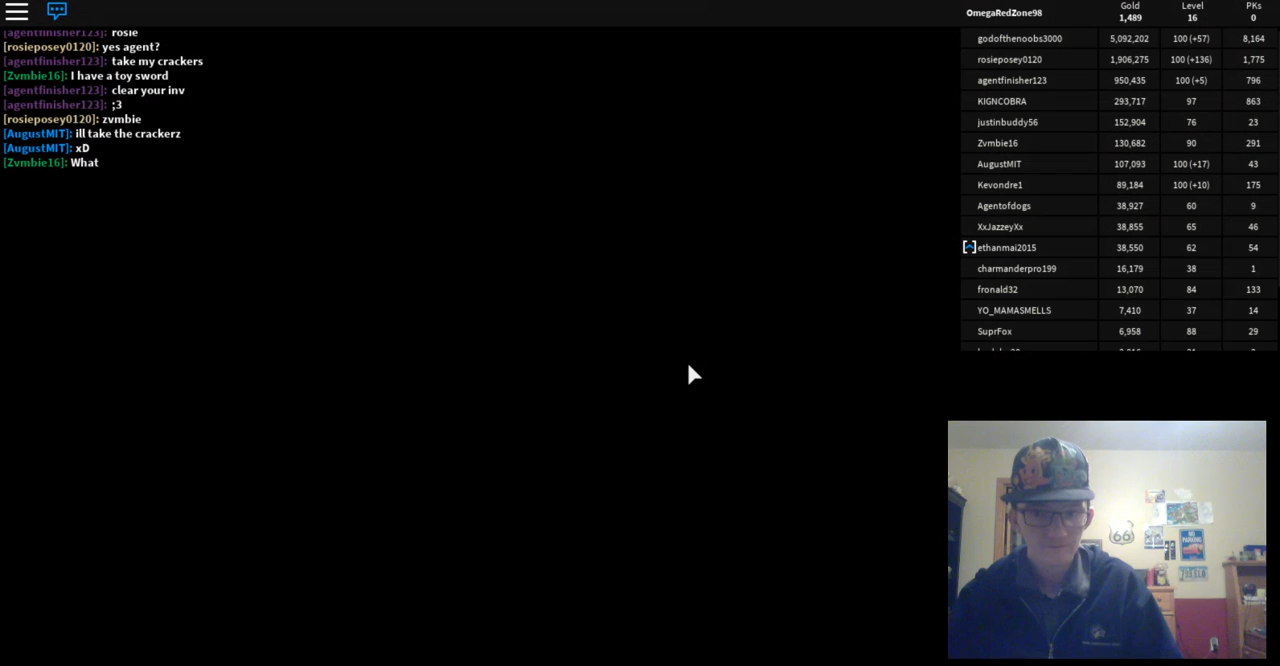 [agentfinisher123]: rosie
[rosieposey0120]: yes agent?
[agentfinisher123]: take my crackers
[Zvmbie16]: I have a toy sword
[agentfinisher123]: clear your inv
[agentfinisher123]: ;3
[rosieposey0120]: zvmbie
[AugustMIT]: ill take the crackerz
[AugustMIT]: xD
[Zvmbie16]: What
OmegaRedZone98 Gold 1,489 Level 16 PKs 0
godofthenoobs3000 5,092,202 100 (+57) 8,164
rosieposey0120 1,906,275 100 (+136) 1,775
agentfinisher123 950,435 100 (+5) 796
KIGNCOBRA 293,717 97 863
justinbuddy56 152,904 76 23
Zvmbie16 130,682 90 291
AugustMIT 107,093 100 (+17) 43
Kevondre1 89,184 100 (+10) 175
Agentofdogs 38,927 60 9
XxJazzeyXx 38,855 65 46
ethanmai2015 38,550 62 54
charmanderpro199 16,179 38 1
fronald32 13,070 84 133
YO_MAMASMELLS 7,410 37 14
SuprFox 6,958 88 29
66
NO PARKING